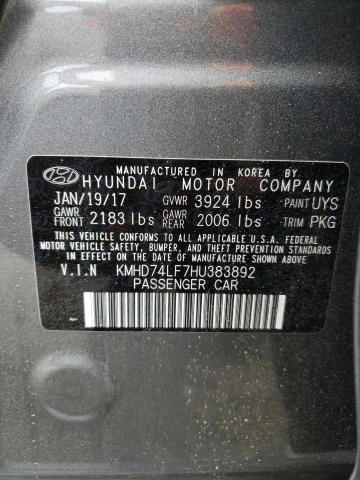 MANUFACTURED IN KOREA BY
HYUNDAI MOTOR COMPANY
JAN/19/17 GVWR 3924 lbs PAINT UYS
GAWR FRONT 2183 lbs GAWR REAR 2006 lbs TRIM PKG
THIS VEHICLE CONFORMS TO ALL APPLICABLE U.S.A. FEDERAL
MOTOR VEHICLE SAFETY, BUMPER, AND THEFT PREVENTION
STANDARDS IN EFFECT ON THE DATE OF MANUFACTURE SHOWN ABOVE.
V.I.N KMHD74LF7HU383892
PASSENGER CAR